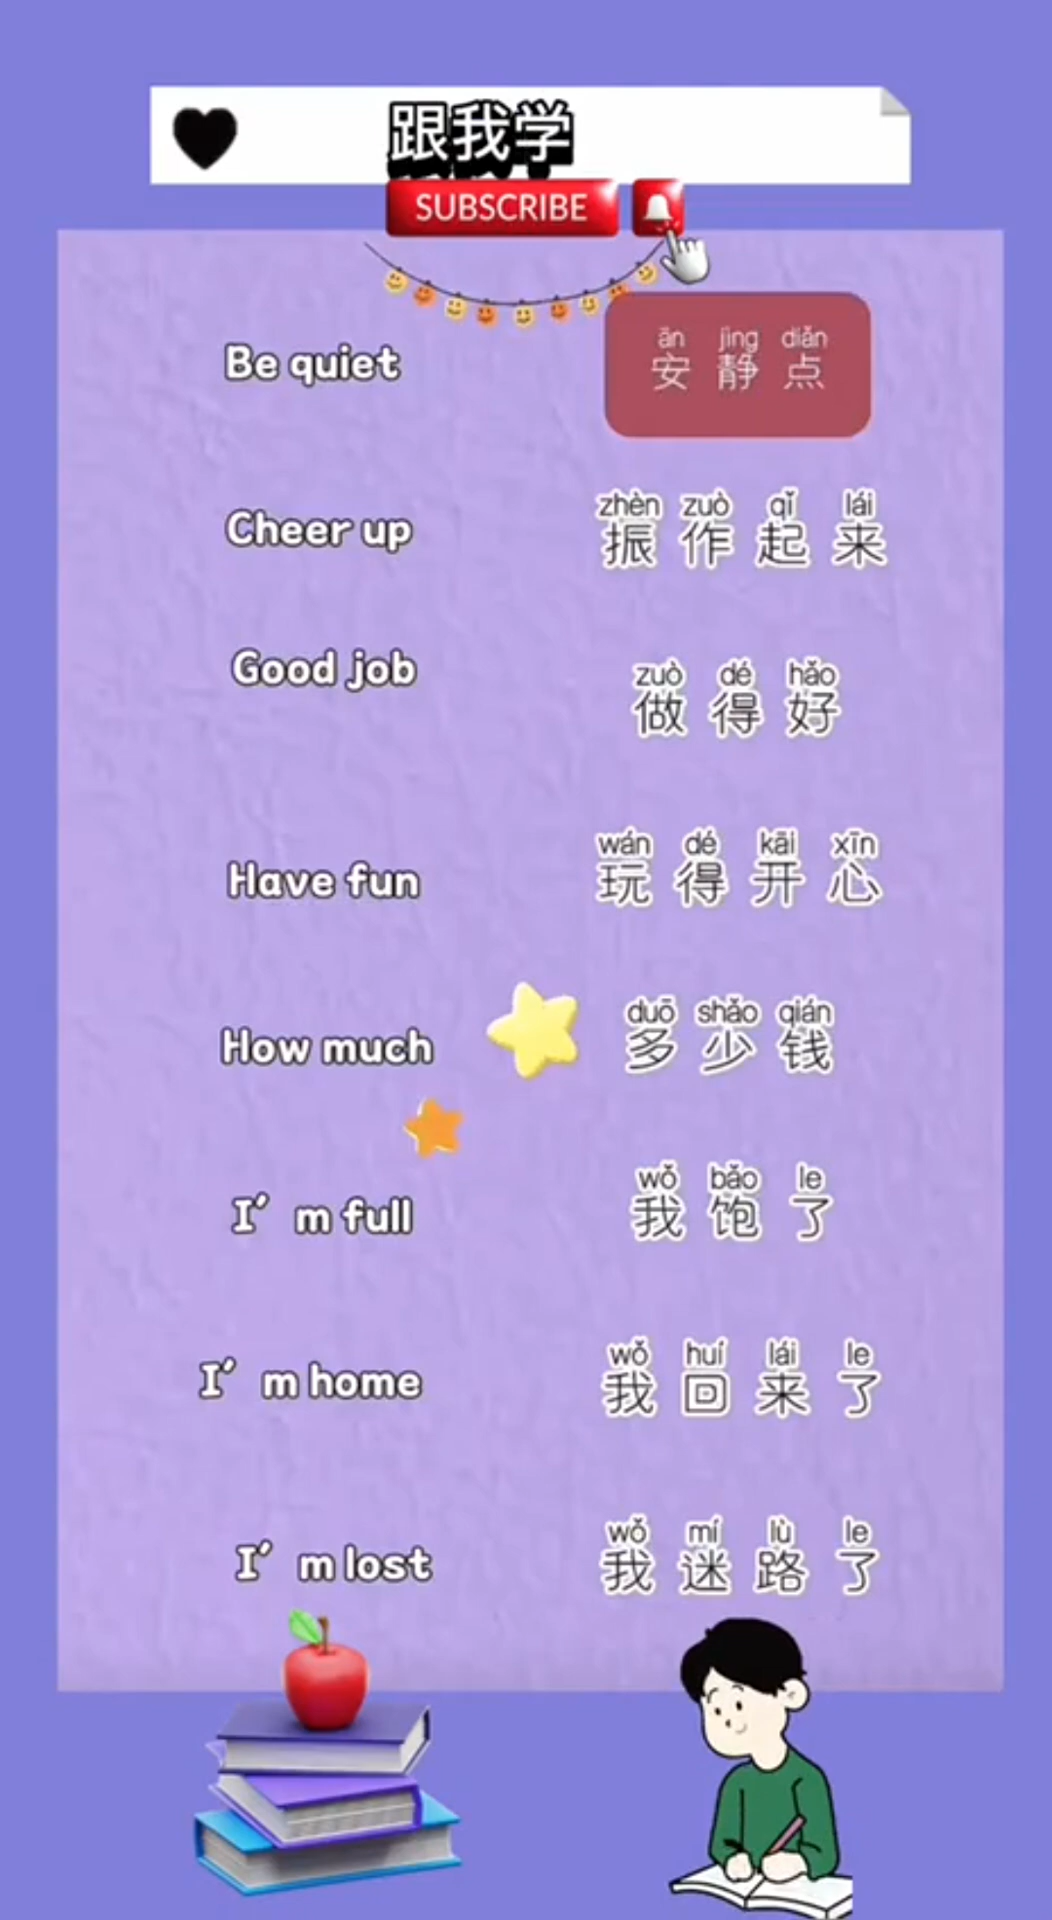 跟我学
SUBSCRIBE
Be quiet
ān jìng diǎn
安静点
Cheer up
zhèn zuò qǐ lái
振作起来
Good job
zuò dé hǎo
做得好
Have fun
wán dé kāi xīn
玩得开心
How much
duō shǎo qián
多少钱
I' m full
wǒ bǎo le
我饱了
I' m home
wǒ huí lái le
我回来了
I' m lost
wǒ mí lù le
我迷路了